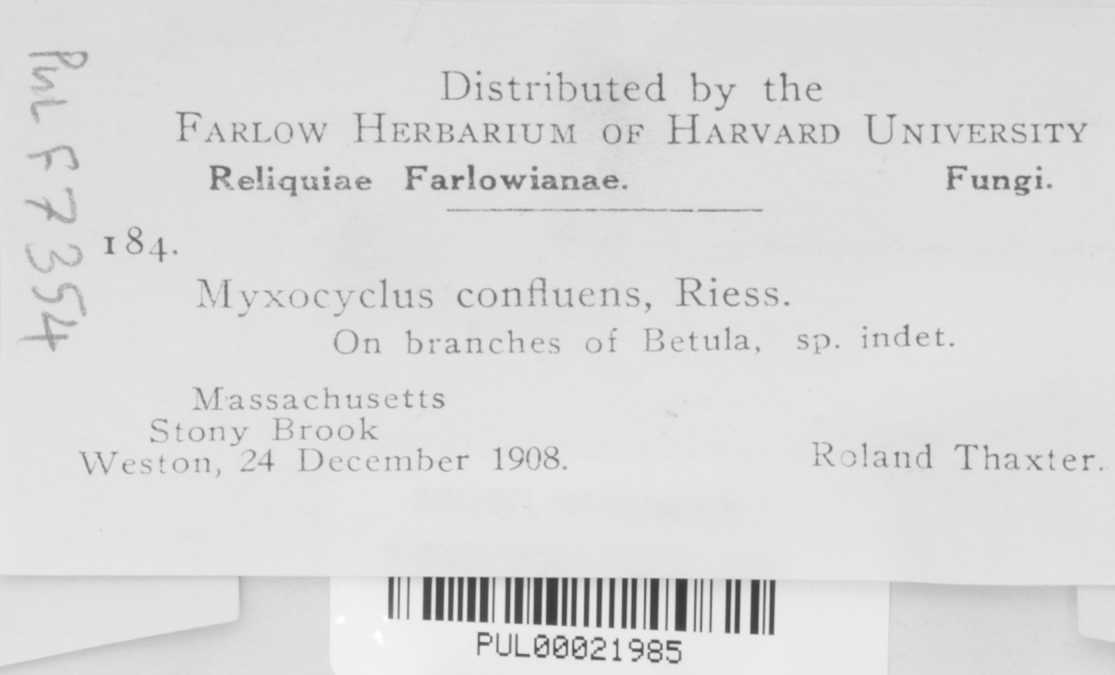 PUL F7354
Distributed by the
FARLOW HERBARIUM OF HARVARD UNIVERSITY
Reliquiae Farlowianae. Fungi.
184.
Myxocyclus confluens, Riess.
On branches of Betula, sp. indet.
Massachusetts
Stony Brook
Weston, 24 December 1908. Roland Thaxter.
PUL00021985